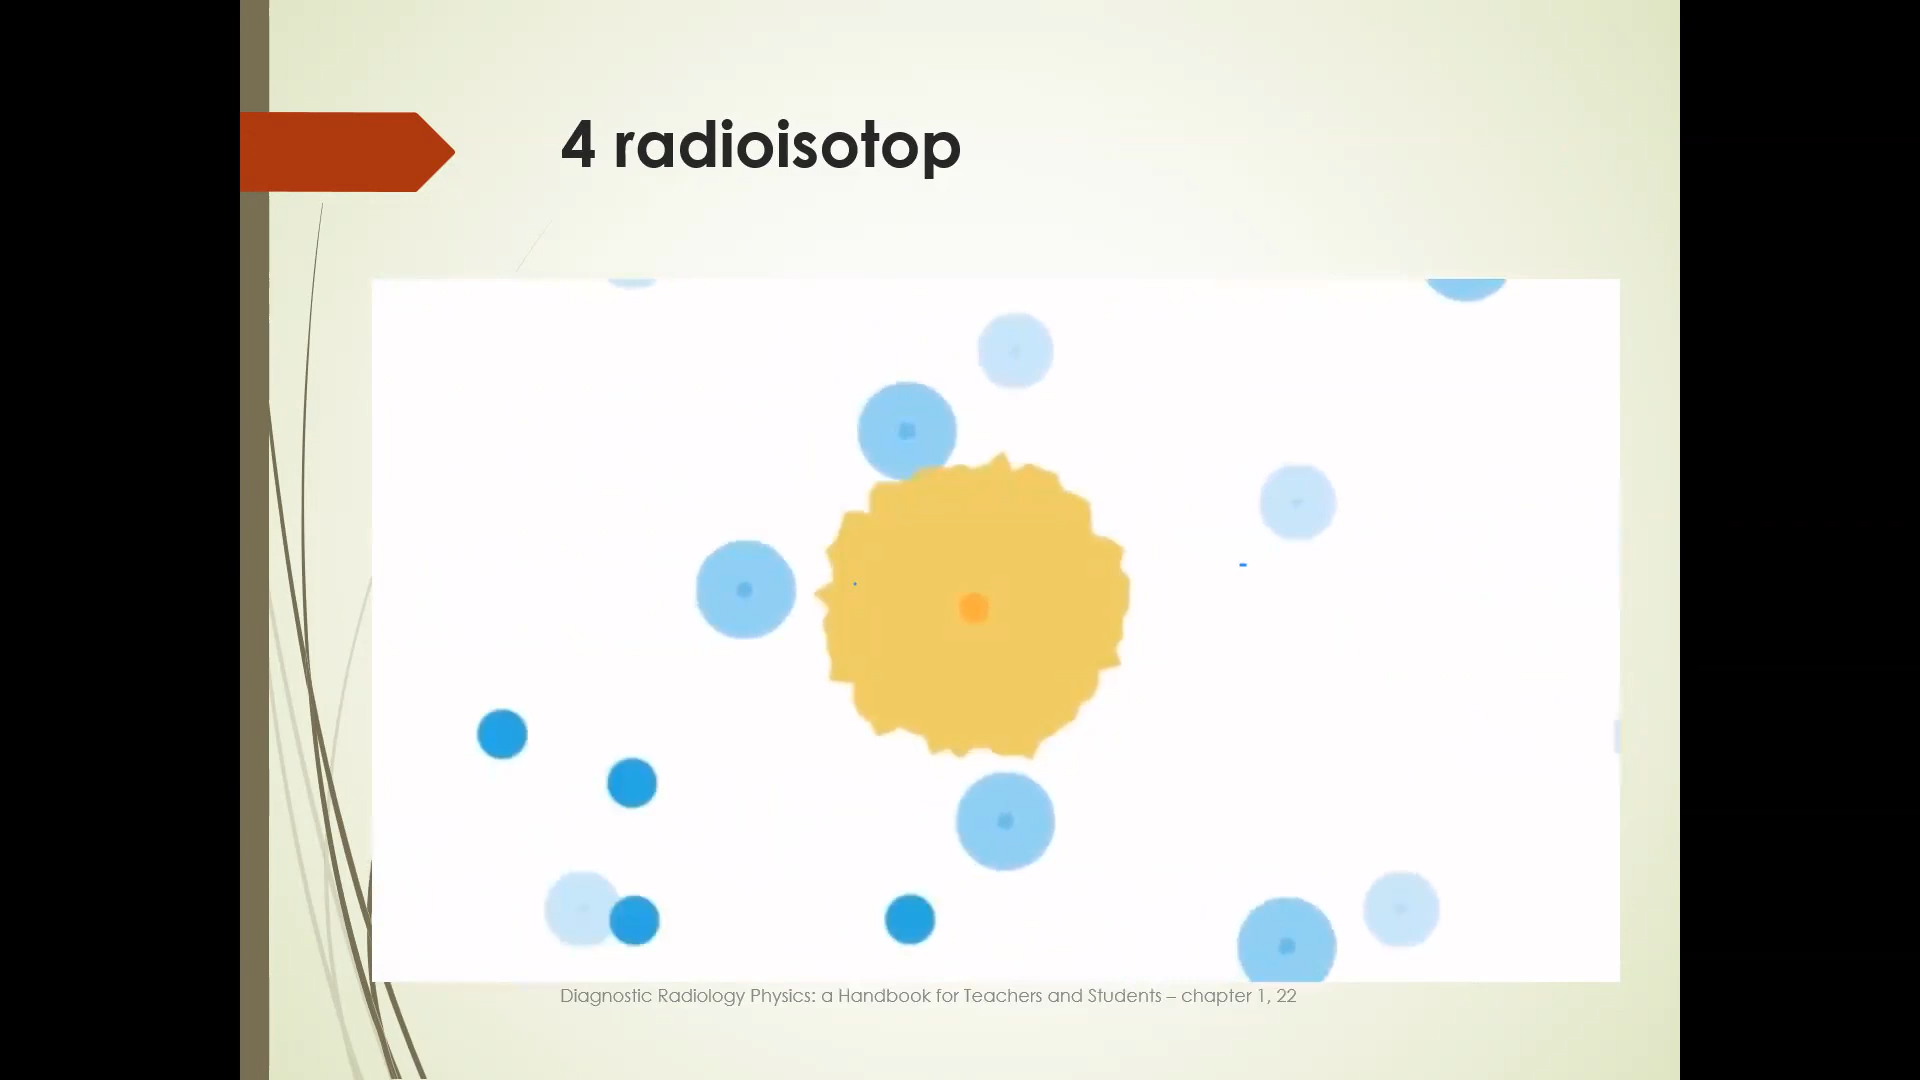 4 radioisotop
Diagnostic Radiology Physics: a Handbook for Teachers and Students – chapter 1, 22